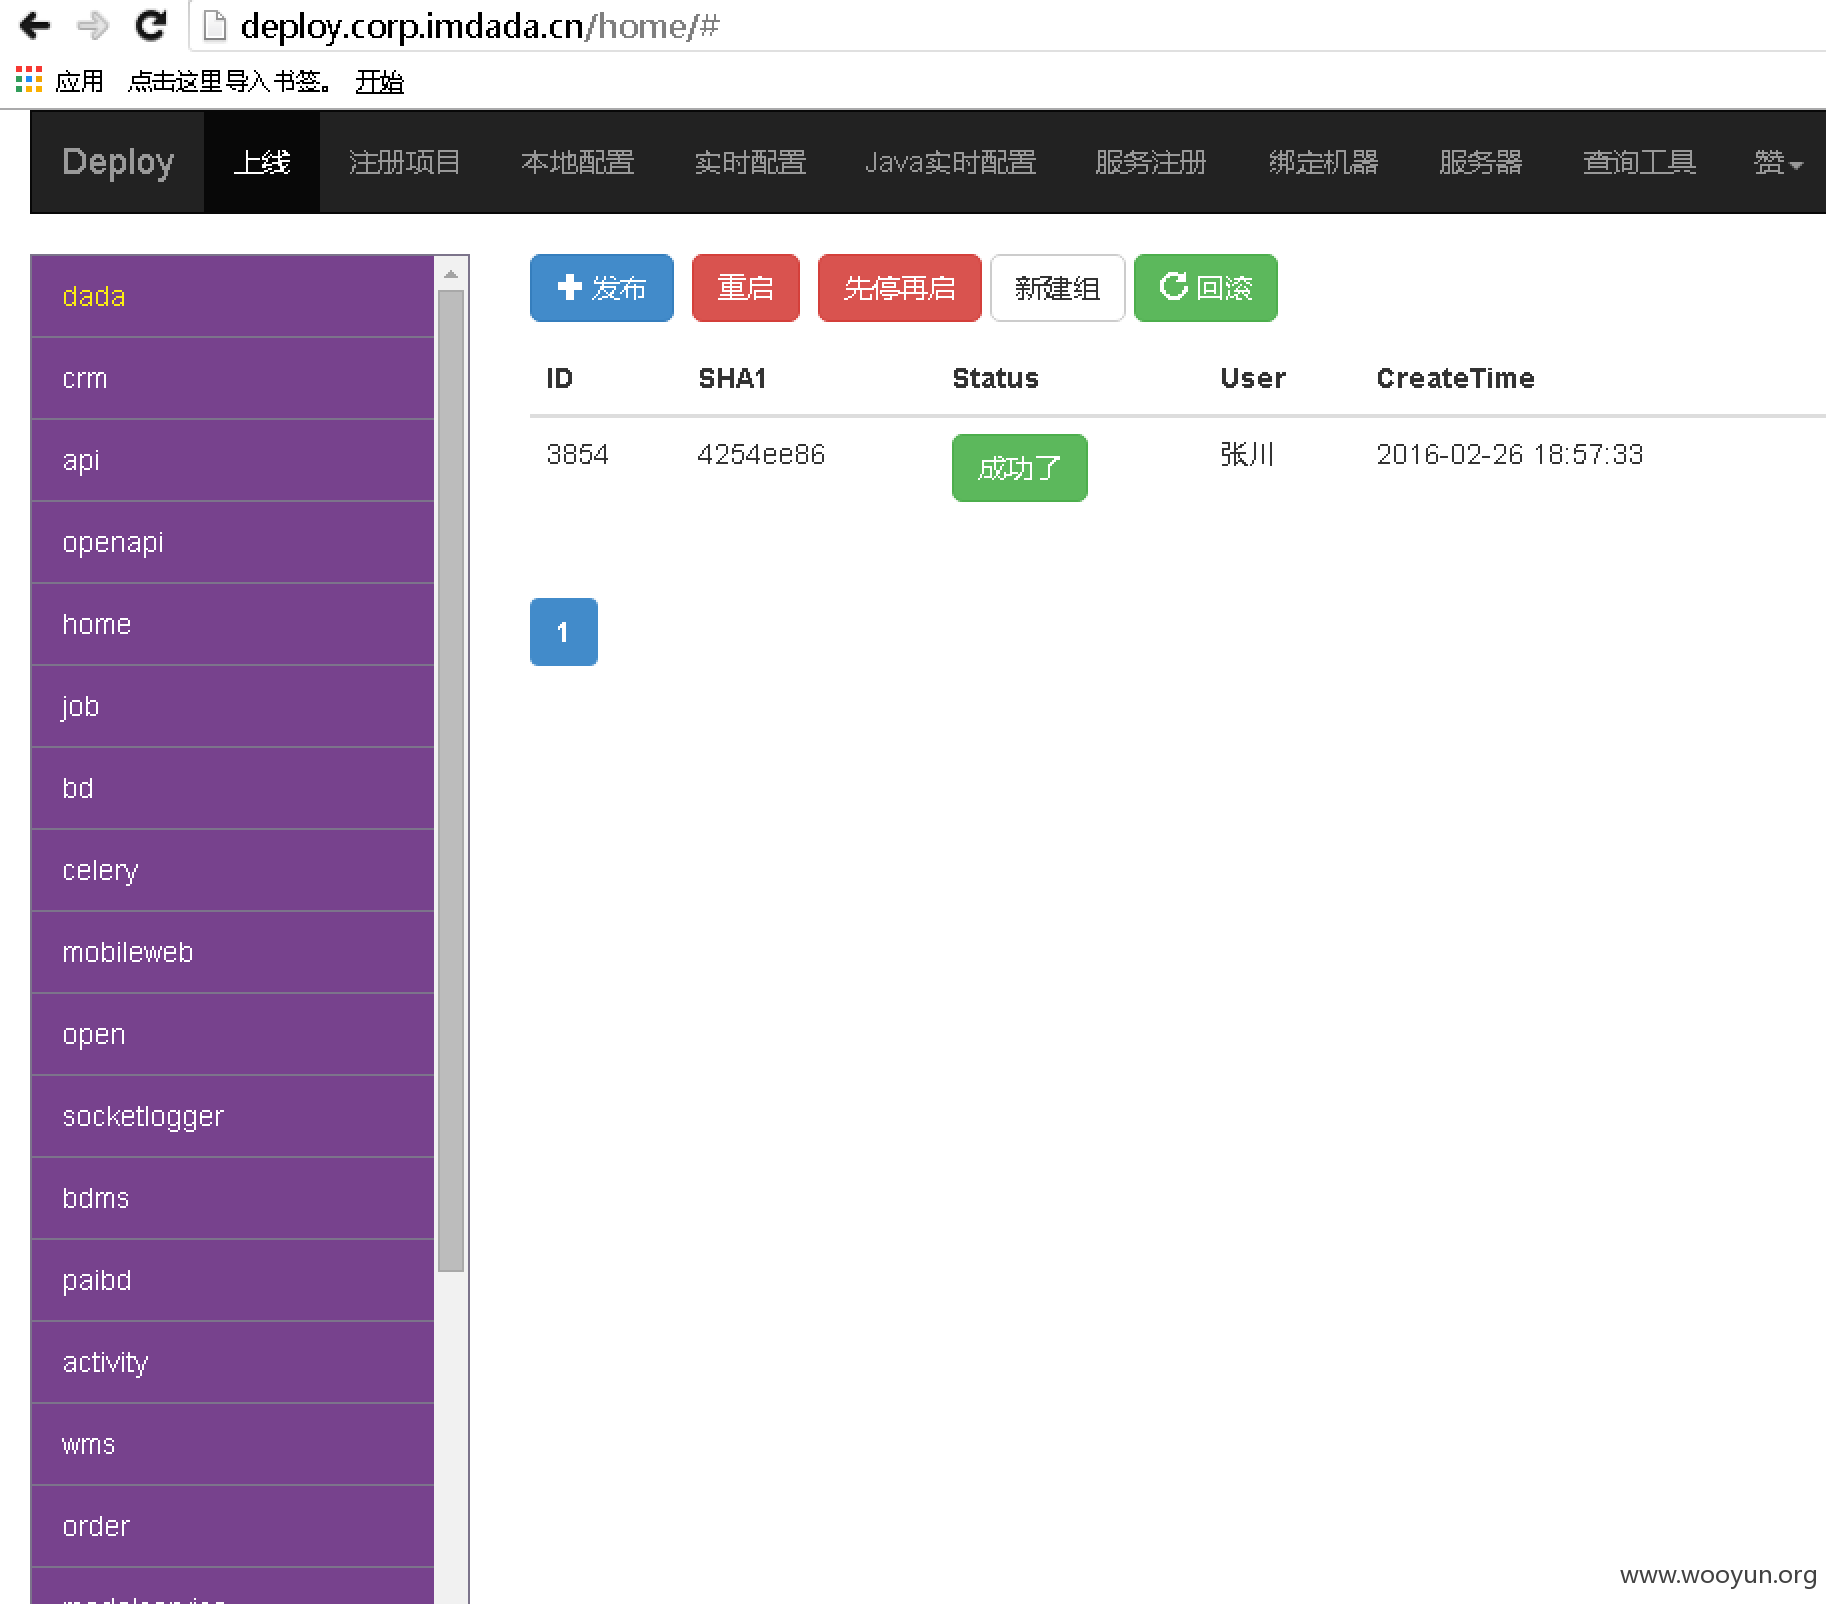 deploy.corp.imdada.cn/home/#
应用 点击这里导入书签。 开始
Deploy 上线 注册项目 本地配置 实时配置 Java实时配置 服务注册 绑定机器 服务器 查询工具 赞
dada
crm
api
openapi
home
job
bd
celery
mobileweb
open
socketlogger
bdms
paibd
activity
wms
order
发布 重启 先停再启 新建组 回滚
ID SHA1 Status User CreateTime
3854 4254ee86 成功了 张川 2016-02-26 18:57:33
1
www.wooyun.org